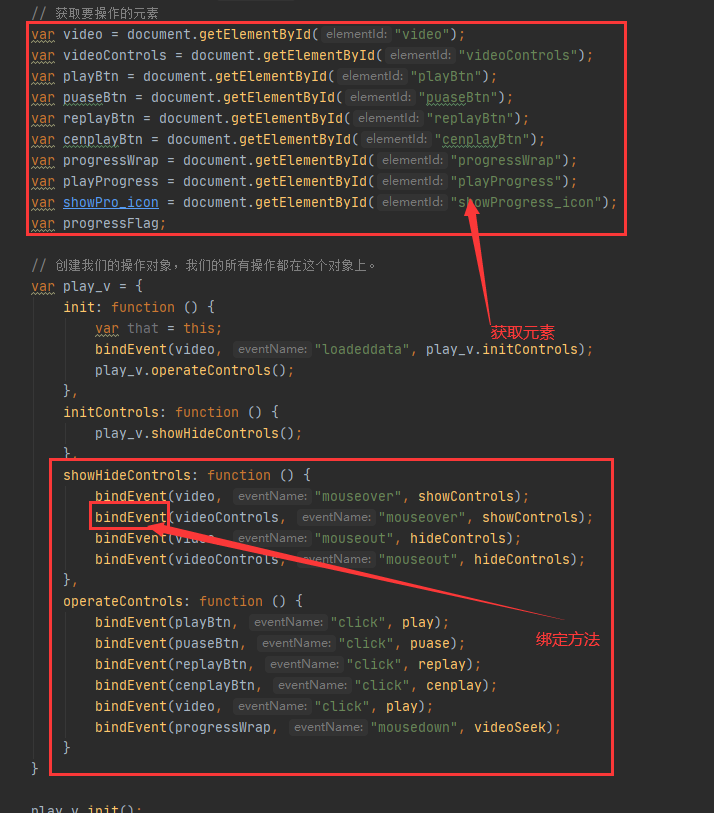 // 获取要操作的元素
var video = document.getElementById( elementId: "video");
var videoControls = document.getElementById( elementId: "videoControls");
var playBtn = document.getElementById( elementId: "playBtn");
var puaseBtn = document.getElementById( elementId: "puaseBtn");
var replayBtn = document.getElementById( elementId: "replayBtn");
var cenplayBtn = document.getElementById( elementId: "cenplayBtn");
var progressWrap = document.getElementById( elementId: "progressWrap");
var playProgress = document.getElementById( elementId: "playProgress");
var showPro_icon = document.getElementById( elementId: "showProgress_icon");
var progressFlag;
// 创建我们的操作对象，我们的所有操作都在这个对象上。
var play_v = {
init: function () {
var that = this;
获取元素
bindEvent(video, eventName: "loadeddata", play_v.initControls);
play_v.operateControls();
},
initControls: function () {
play_v.showHideControls();
},
showHideControls: function () {
bindEvent(video, eventName: "mouseover", showControls);
bindEvent(videoControls, eventName: "mouseover", showControls);
bindEvent(video, eventName: "mouseout", hideControls);
bindEvent(videoControls, eventName: "mouseout", hideControls);
},
operateControls: function () {
bindEvent(playBtn, eventName: "click", play);
绑定方法
bindEvent(puaseBtn, eventName: "click", puase);
bindEvent(replayBtn, eventName: "click", replay);
bindEvent(cenplayBtn, eventName: "click", cenplay);
bindEvent(video, eventName: "click", play);
bindEvent(progressWrap, eventName: "mousedown", videoSeek);
}
}
play_v.init();